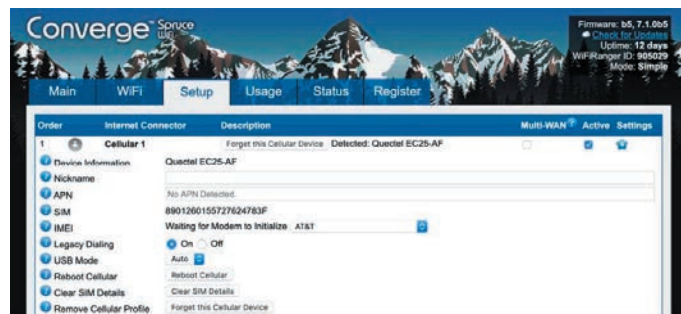 Converge™ Spruce
WiFi
Firmware: b5, 7.1.0b5
Check for Updates
Uptime: 12 days
WiFiRanger ID: 905029
Mode: Simple
Main WiFi Setup Usage Status Register
Order Internet Connector Description Multi-WAN ? Active Settings
1 Cellular 1 Forget this Cellular Device Detected: Quectel EC25-AF
Device Information Quectel EC25-AF
Nickname
APN No APN Detected
SIM 8901260155727624783F
IMEI Waiting for Modem to Initialize AT&T
Legacy Dialing On Off
USB Mode Auto
Reboot Cellular Reboot Cellular
Clear SIM Details Clear SIM Details
Remove Cellular Profile Forget this Cellular Device